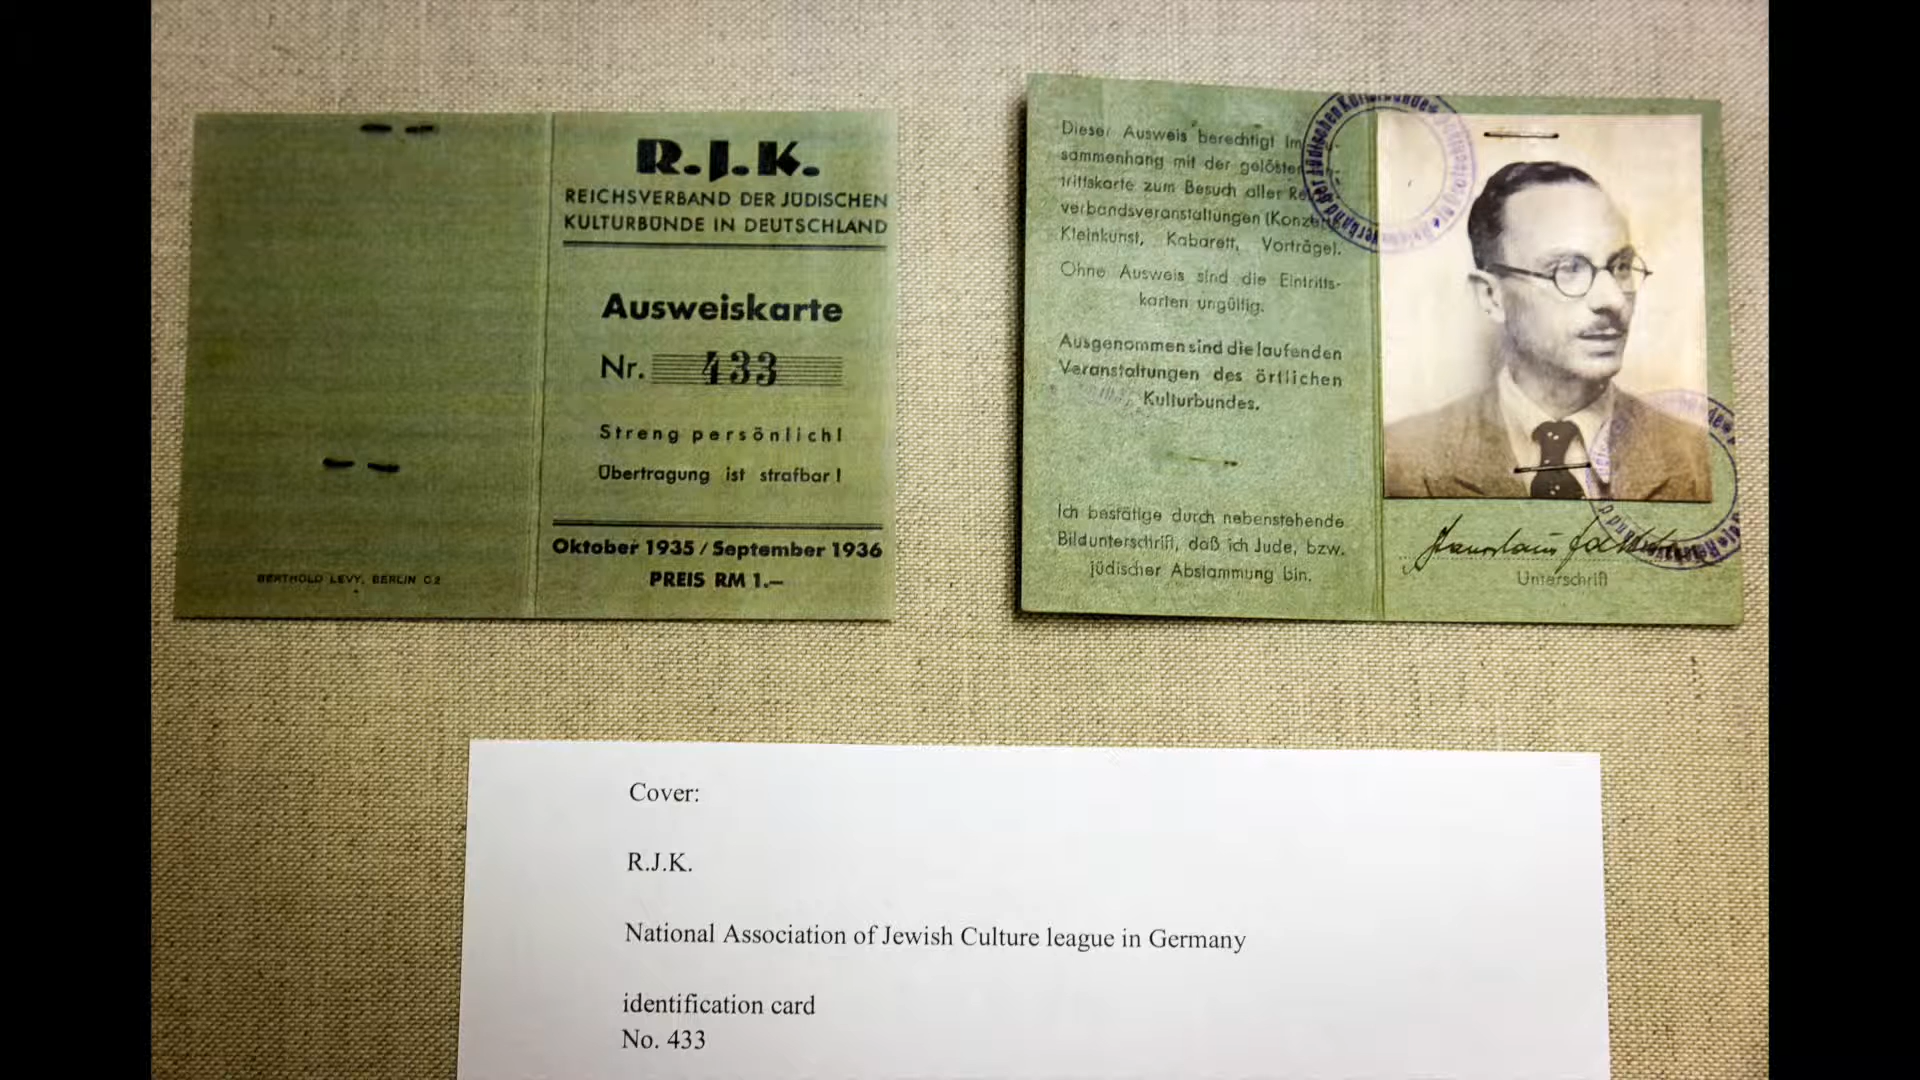 R.J.K.
REICHSVERBAND DER JÜDISCHEN
KULTURBÜNDE IN DEUTSCHLAND
Ausweiskarte
Nr. 433
Streng persönlich!
Übertragung ist strafbar!
Oktober 1935 / September 1936
PREIS RM 1.—
BERTHOLD LEVY, BERLIN C 2
Dieser Ausweis berechtigt im
sammenhang mit der gelösten
trittskarte zum Besuch aller
verbandsveranstaltungen
Kleinkunst, Kabarett, Vorträge).
Ohne Ausweis sind die Eintritts-
karten ungültig.
Ausgenommen sind die laufenden
Veranstaltungen des örtlichen
Kulturbundes.
Ich bestätige durch nebenstehende
Bildunterschrift, daß ich Jude, bzw.
jüdischer Abstammung bin.
Unterschrift
Cover:
R.J.K.
National Association of Jewish Culture league in Germany
identification card
No. 433